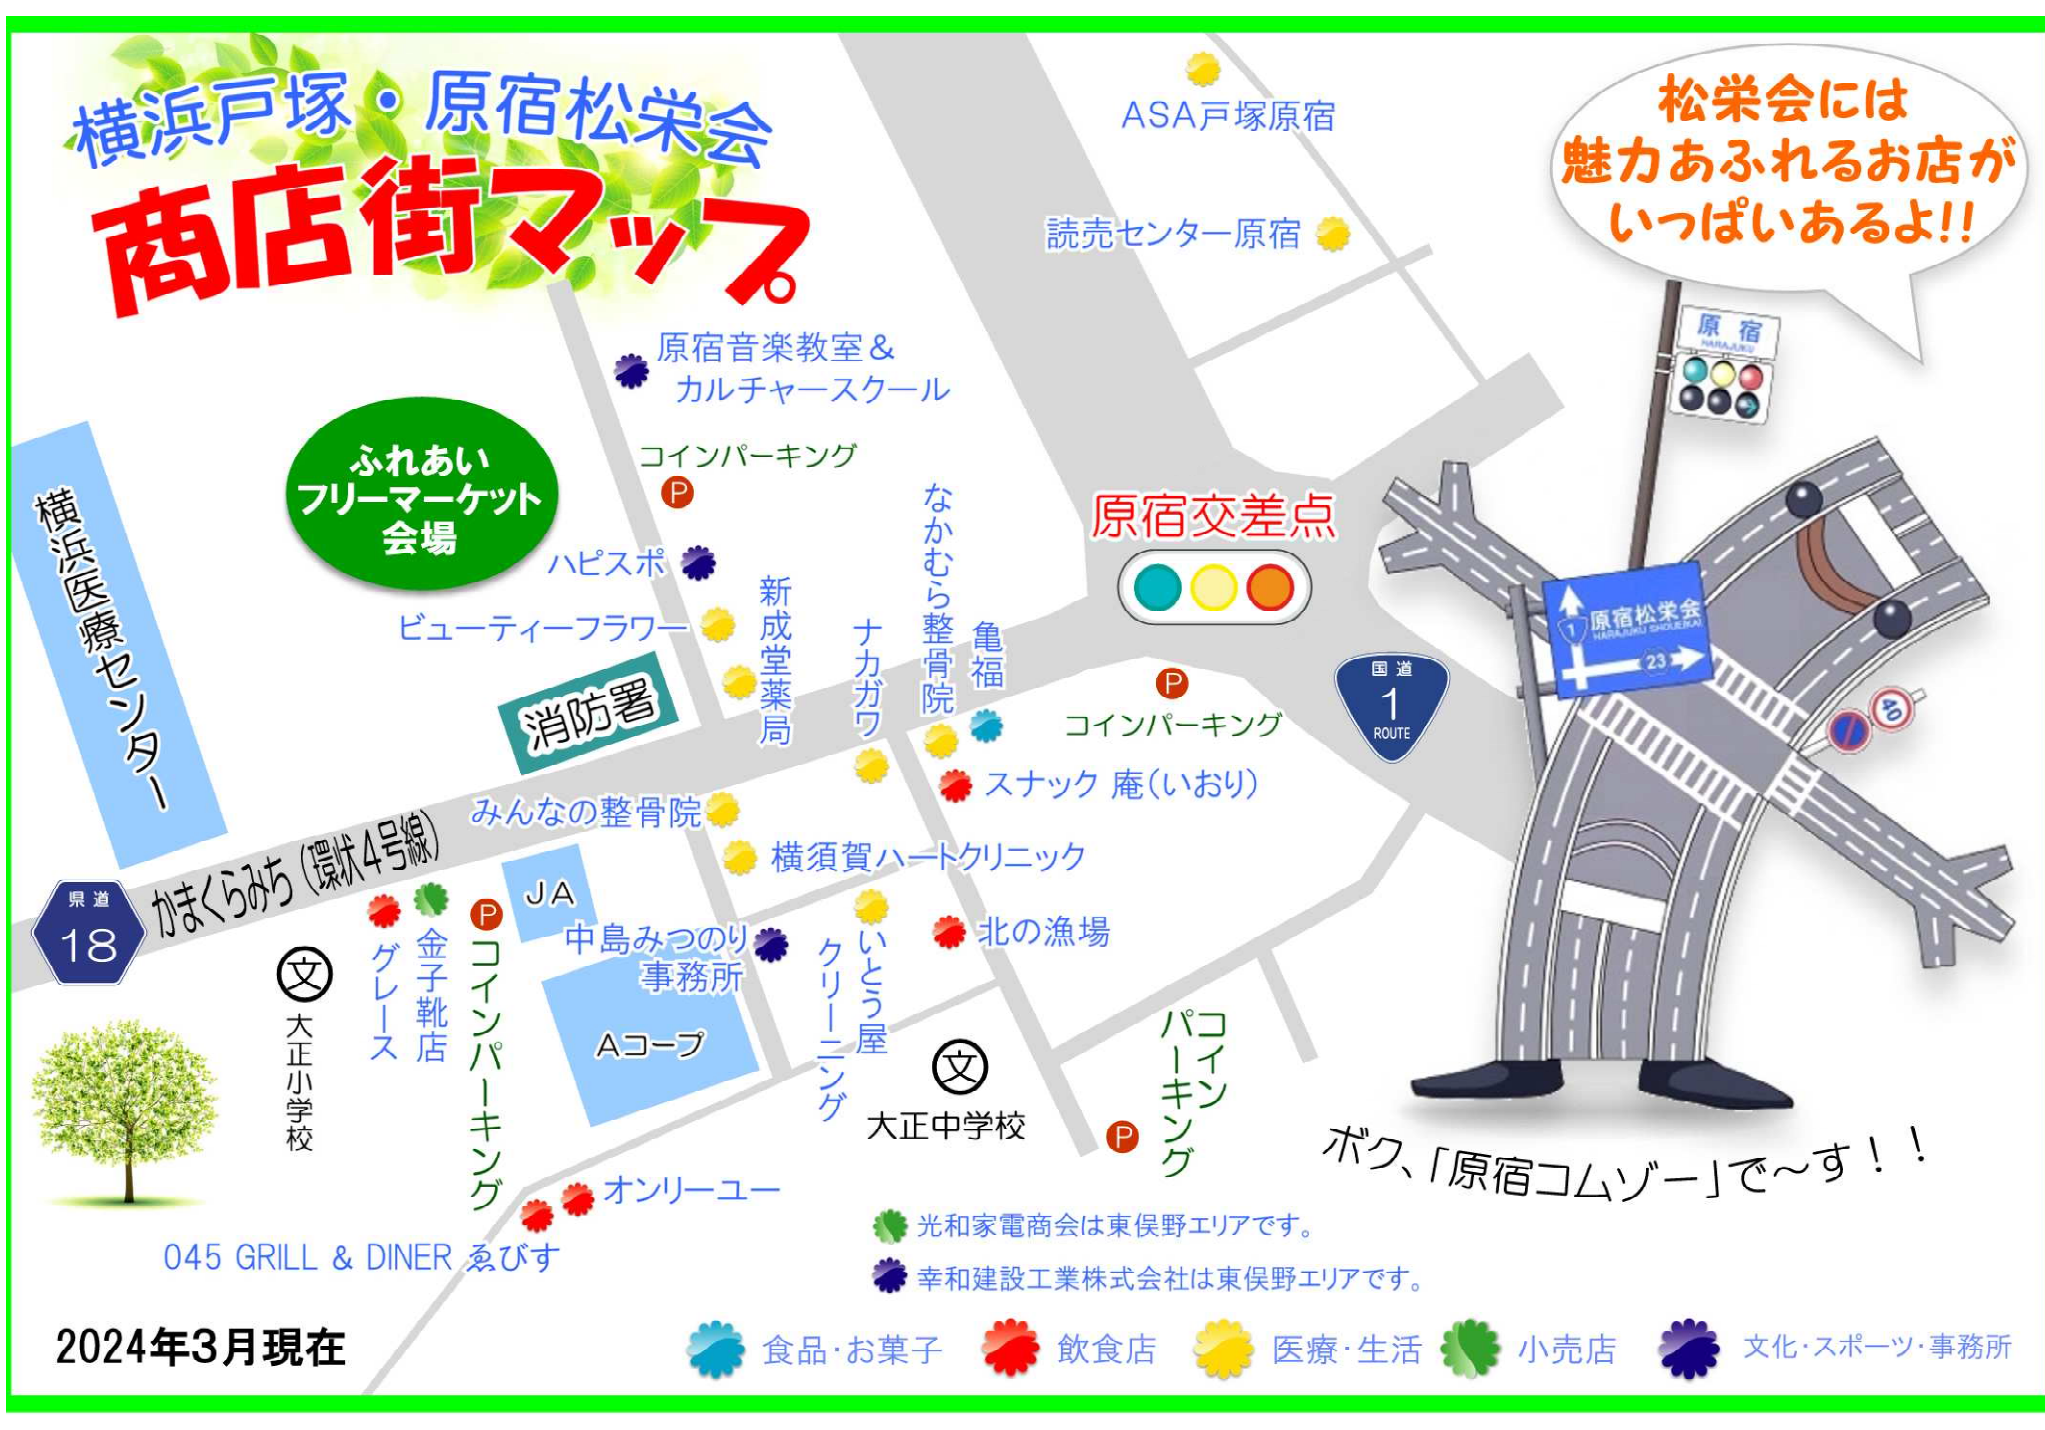 横浜戸塚・原宿松栄会
商店街マップ
松栄会には
魅力あふれるお店が
いっぱいあるよ!!
ASA戸塚原宿
読売センター原宿
原宿
HARAJUKU
原宿音楽教室＆
カルチャースクール
ふれあい
フリーマーケット
会場
コインパーキング
P
横浜医療センター
ハピスポ
ビューティーフラワー
新成堂薬局
消防署
ナカガワ
なかむら整骨院
亀福
原宿交差点
P
コインパーキング
国道
1
ROUTE
1
原宿松栄会
HARAJUKU SHOUEIKAI
23
40
スナック 庵(いおり)
みんなの整骨院
横須賀ハートクリニック
かまくらみち（環状４号線）
県道
18
文
大正小学校
グレース
金子靴店
P
コインパーキング
JA
中島みつのり
事務所
Aコープ
いとう屋
クリーニング
北の漁場
文
大正中学校
コイン
パーキング
P
オンリーユー
045 GRILL & DINER ゑびす
ボク、「原宿コムゾー」で～す！！
光和家電商会は東俣野エリアです。
幸和建設工業株式会社は東俣野エリアです。
2024年3月現在
食品・お菓子
飲食店
医療・生活
小売店
文化・スポーツ・事務所